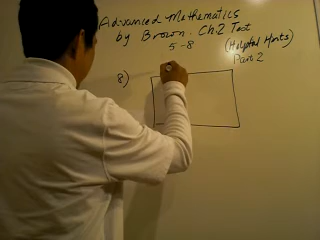 Advanced Mathematics
by Brown. Ch.2 Test
5-8
(Helpful Hints)
Part 2
8)